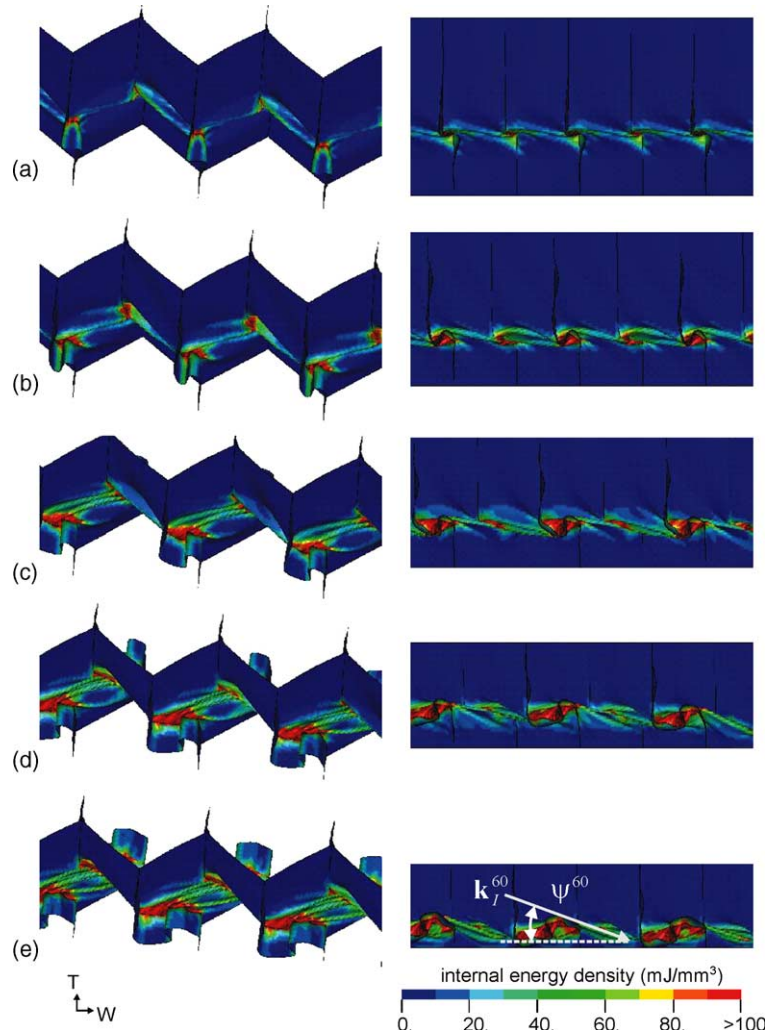 (a)
(b)
(c)
(d)
(e)
k_I^60 ψ^60
T
W
internal energy density (mJ/mm³)
0. 20. 40. 60. 80. >100